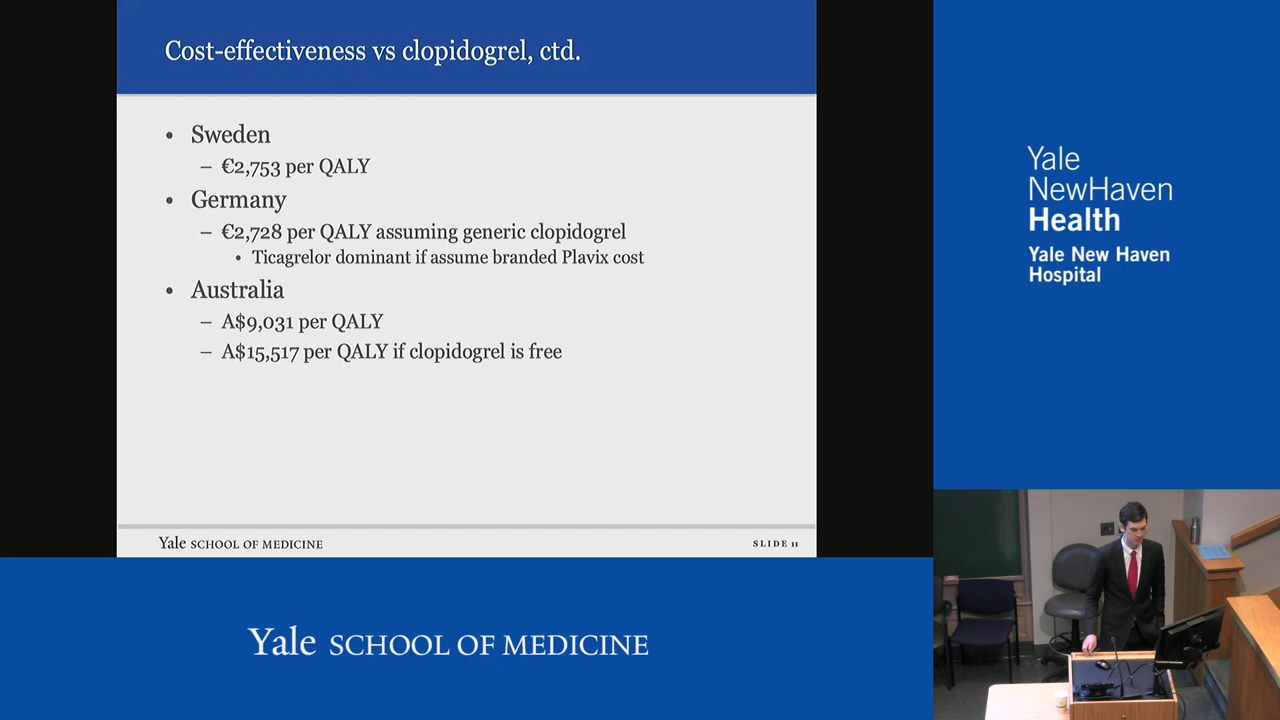 Cost-effectiveness vs clopidogrel, ctd.
• Sweden
– €2,753 per QALY
• Germany
– €2,728 per QALY assuming generic clopidogrel
• Ticagrelor dominant if assume branded Plavix cost
• Australia
– A$9,031 per QALY
– A$15,517 per QALY if clopidogrel is free
Yale SCHOOL OF MEDICINE
SLIDE 11
Yale SCHOOL OF MEDICINE
Yale
NewHaven
Health
Yale New Haven
Hospital